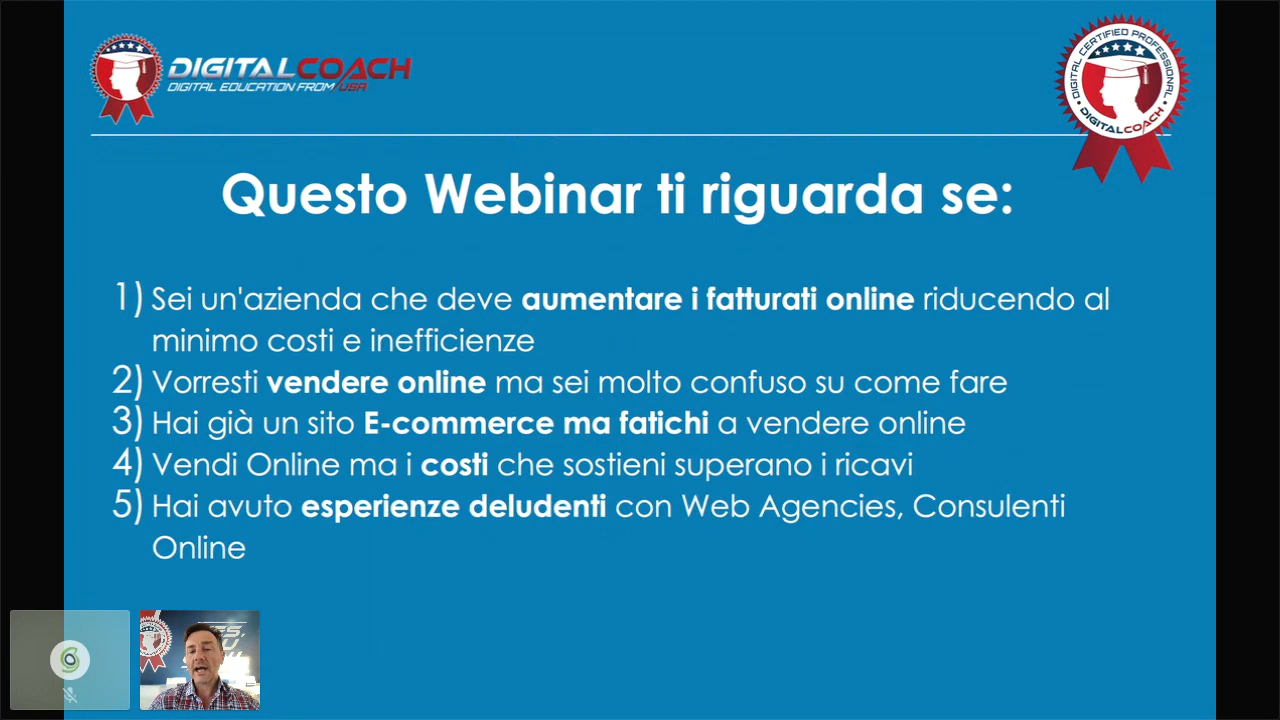 DIGITALCOACH
DIGITAL EDUCATION FROM USA
DIGITAL CERTIFIED PROFESSIONAL
DIGITALCOACH
Questo Webinar ti riguarda se:
1) Sei un'azienda che deve aumentare i fatturati online riducendo al
minimo costi e inefficienze
2) Vorresti vendere online ma sei molto confuso su come fare
3) Hai già un sito E-commerce ma fatichi a vendere online
4) Vendi Online ma i costi che sostieni superano i ricavi
5) Hai avuto esperienze deludenti con Web Agencies, Consulenti
Online